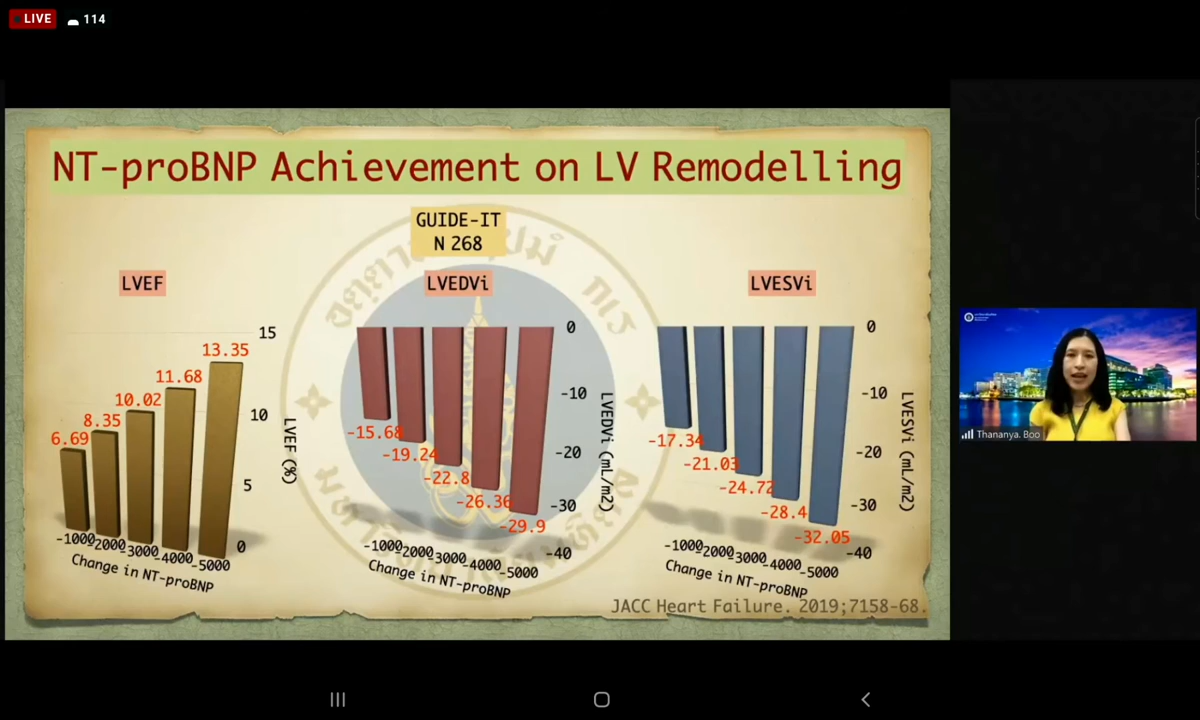 LIVE 114
NT-proBNP Achievement on LV Remodelling
GUIDE-IT
N 268
LVEF
LVEDVi
LVESVi
15
10
5
0
13.35
11.68
10.02
8.35
6.69
LVEF (%)
-1000
-2000
-3000
-4000
-5000
Change in NT-proBNP
0
-10
-20
-30
-40
-15.68
-19.24
-22.8
-26.36
-29.9
LVEDVi (mL/m2)
-1000
-2000
-3000
-4000
-5000
Change in NT-proBNP
0
-10
-20
-30
-40
-17.34
-21.03
-24.72
-28.4
-32.05
LVESVi (mL/m2)
-1000
-2000
-3000
-4000
-5000
Change in NT-proBNP
JACC Heart Failure. 2019;7158-68.
Thananya. Boo